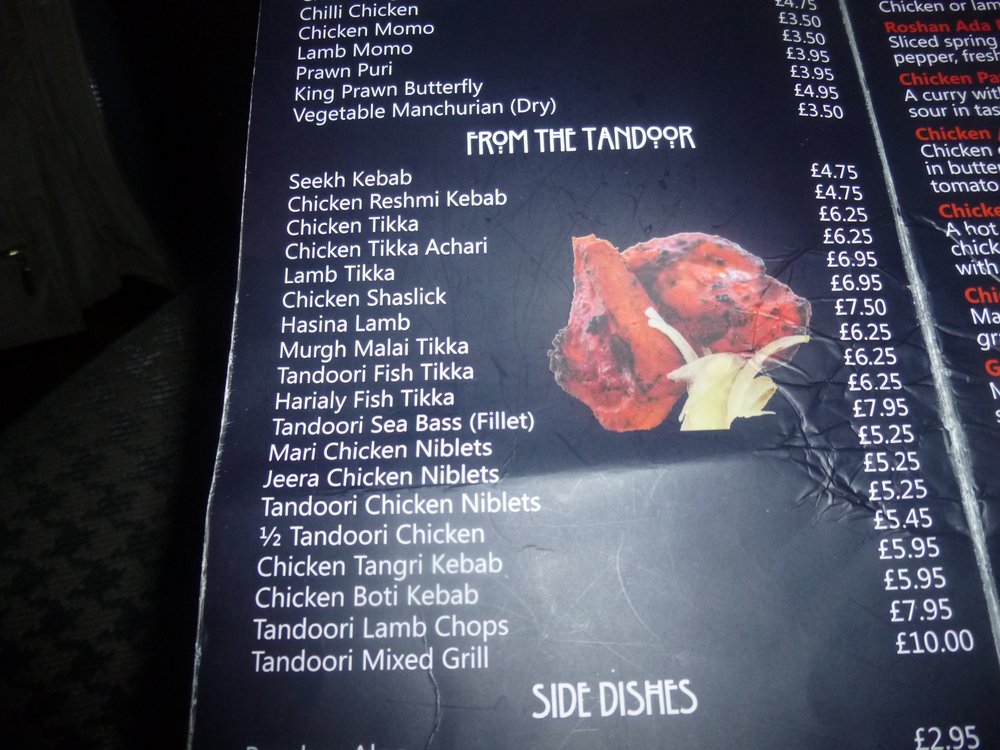 £4.75
Chilli Chicken £3.50
Chicken Momo £3.50
Lamb Momo £3.95
Prawn Puri £3.95
King Prawn Butterfly £4.95
Vegetable Manchurian (Dry) £3.50
FROM THE TANDOOR
Seekh Kebab £4.75
Chicken Reshmi Kebab £4.75
Chicken Tikka £6.25
Chicken Tikka Achari £6.25
Lamb Tikka £6.95
Chicken Shaslick £6.95
Hasina Lamb £7.50
Murgh Malai Tikka £6.25
Tandoori Fish Tikka £6.25
Harialy Fish Tikka £6.25
Tandoori Sea Bass (Fillet) £7.95
Mari Chicken Niblets £5.25
Jeera Chicken Niblets £5.25
Tandoori Chicken Niblets £5.25
½ Tandoori Chicken £5.45
Chicken Tangri Kebab £5.95
Chicken Boti Kebab £5.95
Tandoori Lamb Chops £7.95
Tandoori Mixed Grill £10.00
SIDE DISHES
£2.95
Chicken or lam
Roshan Ada
Sliced spring
pepper, fresh
Chicken Pa
A curry with
sour in tas
Chicken
Chicken
in butte
tomato
Chicke
A hot
chick
with
Chi
Ma
gr
G